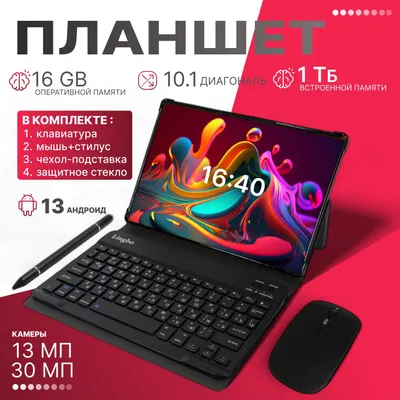 ПЛАНШЕТ
16 GB
ОПЕРАТИВНОЙ ПАМЯТИ
10.1 ДИАГОНАЛЬ
1 ТБ
ВСТРОЕННОЙ ПАМЯТИ
В КОМПЛЕКТЕ :
1. клавиатура
2. мышь+стилус
3. чехол-подставка
4. защитное стекло
16:40
13 АНДРОИД
Lingbo
КАМЕРЫ
13 МП
30 МП